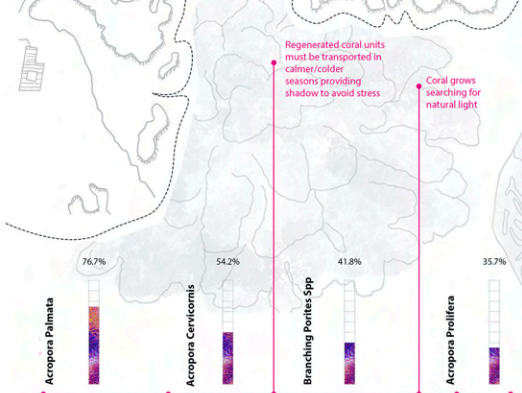 Regenerated coral units
must be transported in
calmer/colder
seasons providing
shadow to avoid stress
Coral grows
searching for
natural light
76.7%
54.2%
41.8%
35.7%
Acropora Palmata
Acropora Cervicornis
Branching Porites Spp
Acropora Prolifera